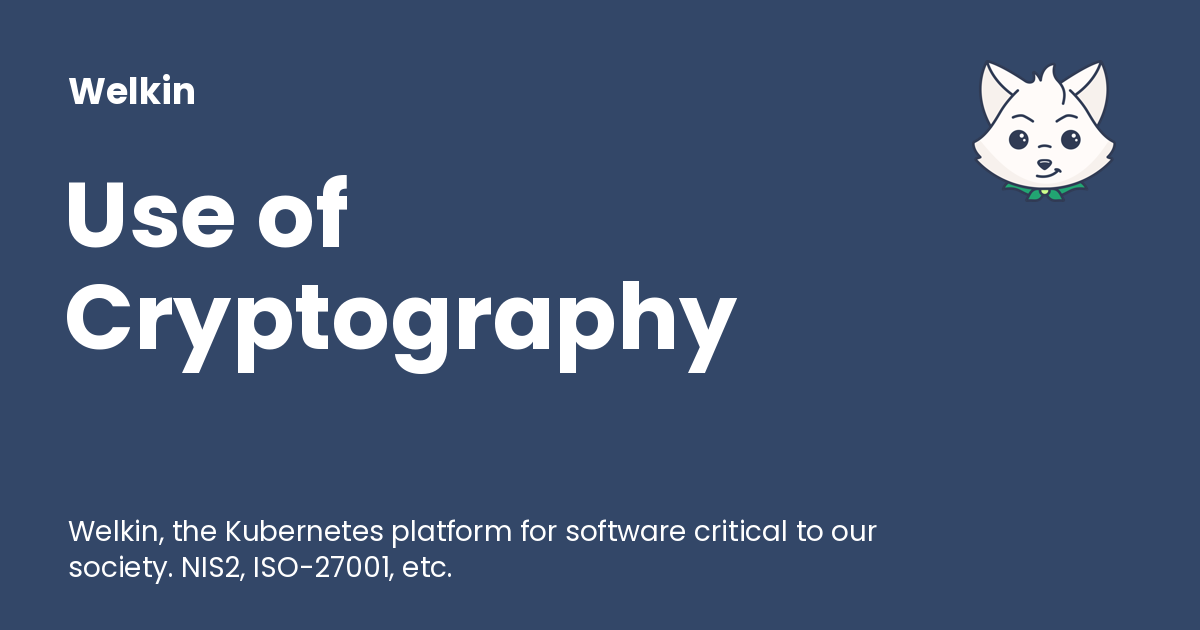 Welkin
Use of
Cryptography
Welkin, the Kubernetes platform for software critical to our
society. NIS2, ISO-27001, etc.